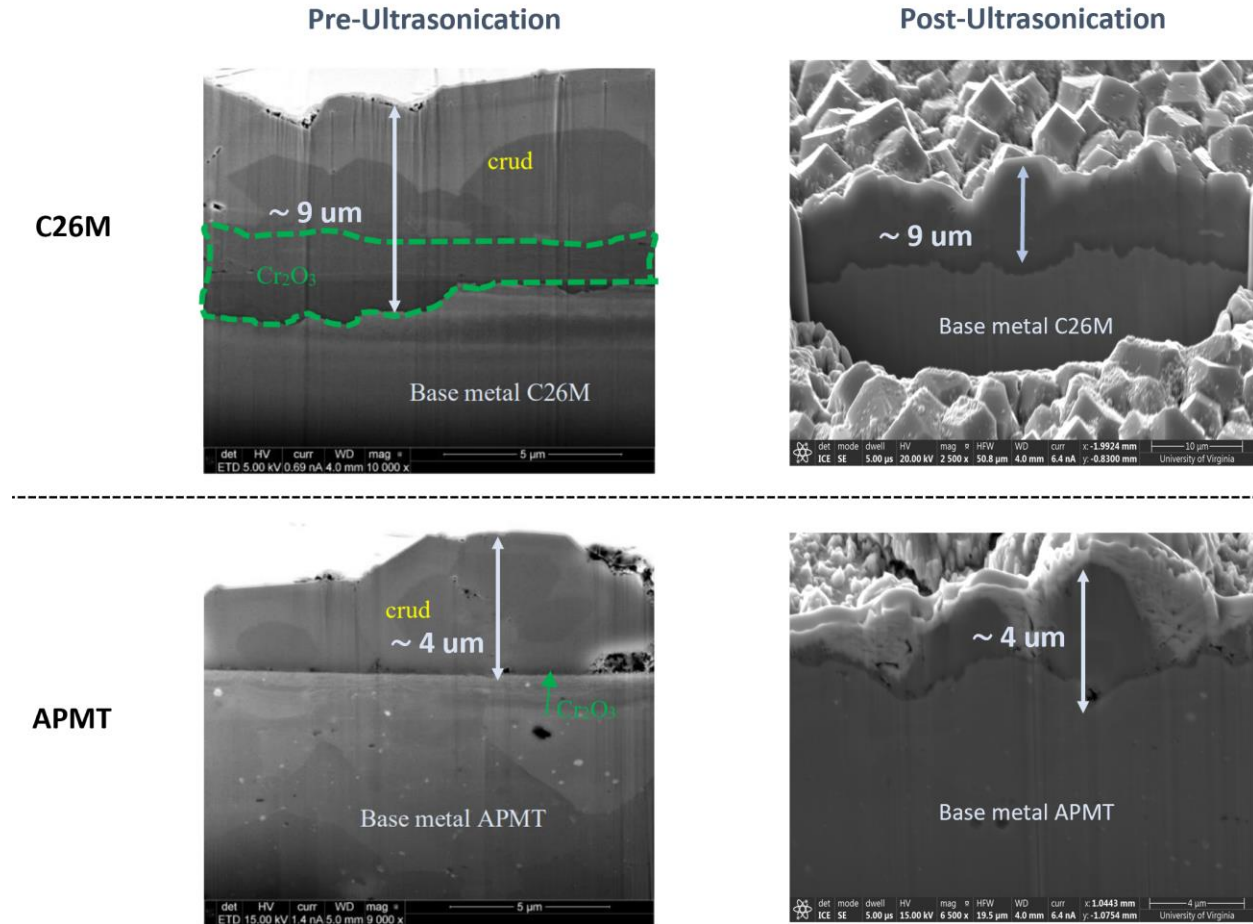 Pre-Ultrasonication
Post-Ultrasonication
C26M
crud
~ 9 um
Cr₂O₃
Base metal C26M
det HV curr WD mag ¤
ETD 5.00 kV 0.69 nA 4.0 mm 10 000 x
5 µm
~ 9 um
Base metal C26M
det mode dwell HV mag ¤ HFW WD curr x: -1.9924 mm
ICE SE 5.00 µs 20.00 kV 2 500 x 50.8 µm 4.0 mm 6.4 nA y: -0.8300 mm
10 µm
University of Virginia
APMT
crud
~ 4 um
Cr₂O₃
Base metal APMT
det HV curr WD mag ¤
ETD 15.00 kV 1.4 nA 5.0 mm 9 000 x
5 µm
~ 4 um
Base metal APMT
det mode dwell HV mag ¤ HFW WD curr x: 1.0443 mm
ICE SE 5.00 µs 15.00 kV 6 500 x 19.5 µm 4.0 mm 6.4 nA y: -1.0754 mm
4 µm
University of Virginia